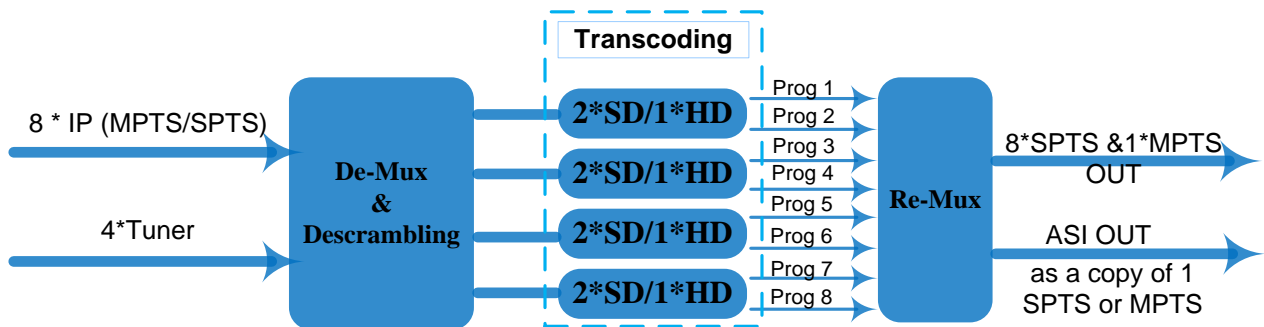 Transcoding
8 * IP (MPTS/SPTS)
4*Tuner
De-Mux
&
Descrambling
2*SD/1*HD
2*SD/1*HD
2*SD/1*HD
2*SD/1*HD
Prog 1
Prog 2
Prog 3
Prog 4
Prog 5
Prog 6
Prog 7
Prog 8
Re-Mux
8*SPTS &1*MPTS
OUT
ASI OUT
as a copy of 1
SPTS or MPTS